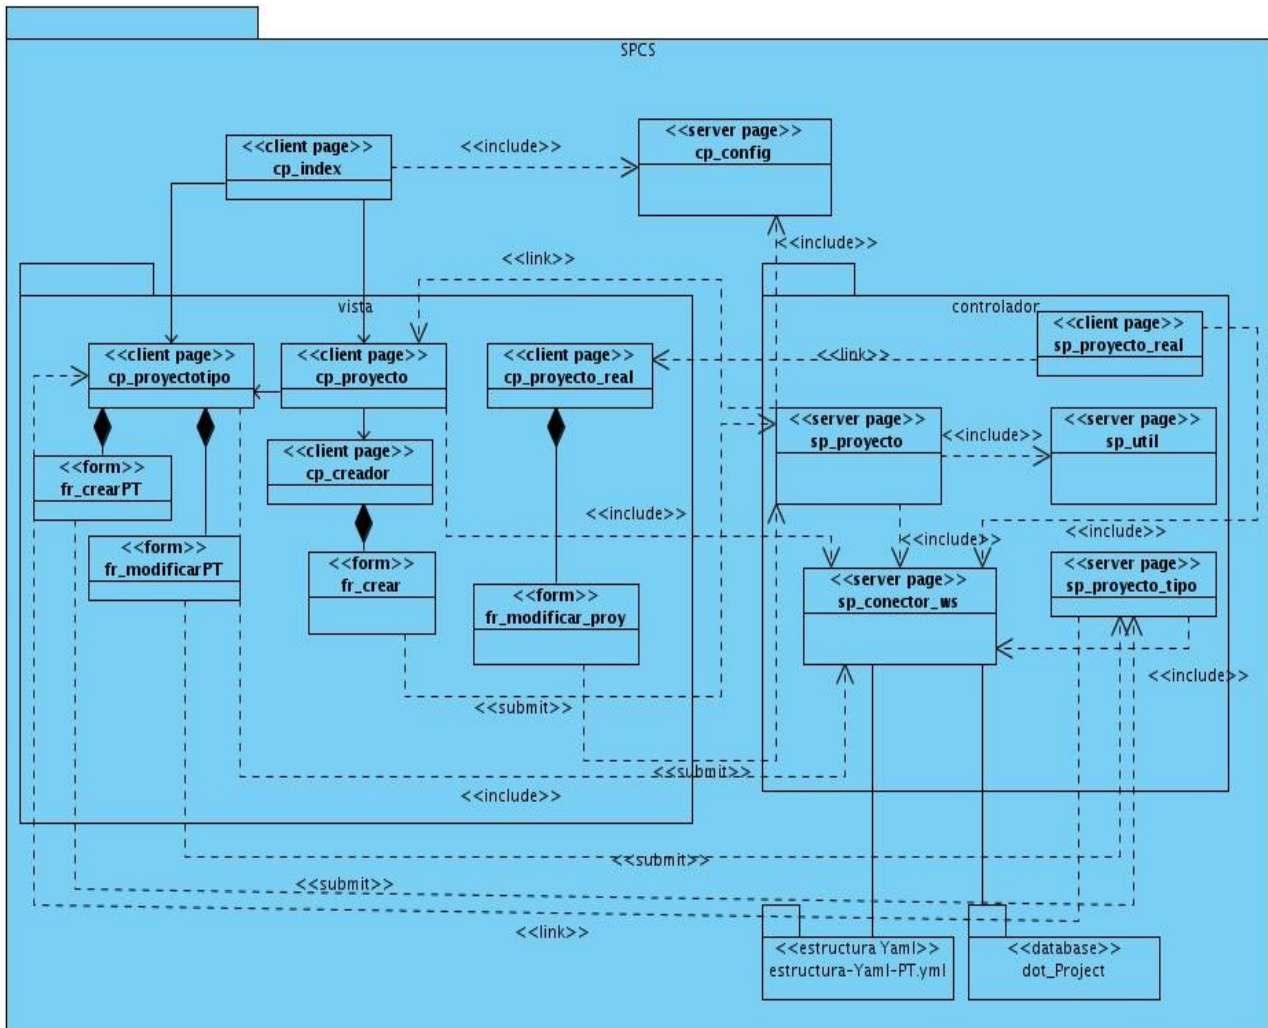 SPCS
<<client page>>
cp_index
<<include>>
<<server page>>
cp_config
<<include>>
<<link>>
vista
controlador
<<client page>>
cp_proyectotipo
<<client page>>
cp_proyecto
<<client page>>
cp_proyecto_real
<<link>>
<<client page>>
sp_proyecto_real
<<server page>>
sp_proyecto
<<include>>
<<server page>>
sp_util
<<form>>
fr_crearPT
<<client page>>
cp_creador
<<include>>
<<include>>
<<include>>
<<form>>
fr_modificarPT
<<form>>
fr_crear
<<form>>
fr_modificar_proy
<<server page>>
sp_conector_ws
<<server page>>
sp_proyecto_tipo
<<include>>
<<submit>>
<<submit>>
<<include>>
<<submit>>
<<submit>>
<<link>>
<<estructura Yaml>>
estructura-Yaml-PT.yml
<<database>>
dot_Project